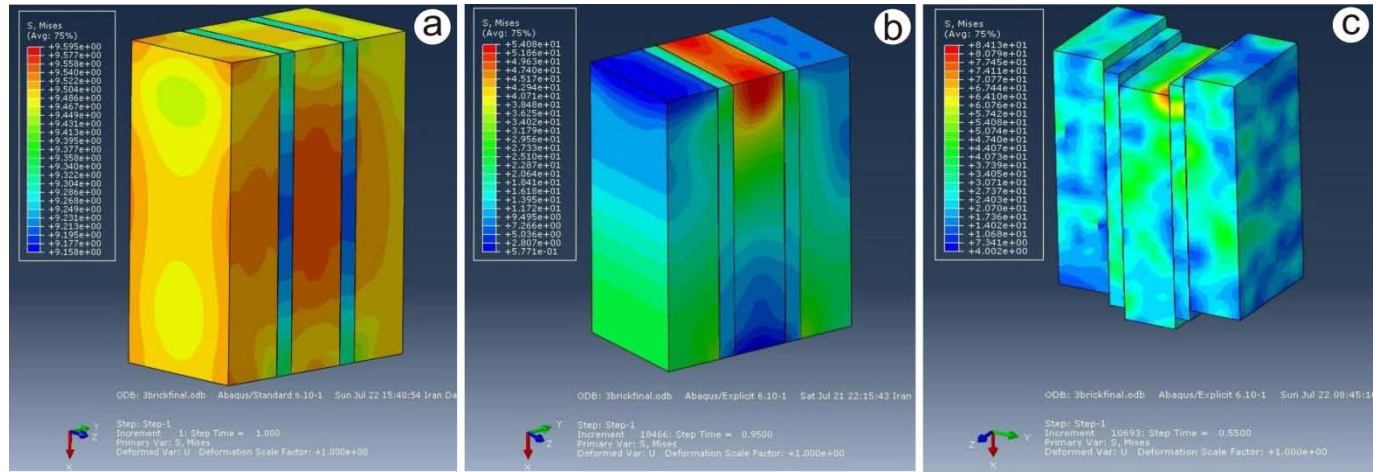 a
S, Mises
(Avg: 75%)
+9.595e+00
+9.577e+00
+9.558e+00
+9.540e+00
+9.522e+00
+9.504e+00
+9.486e+00
+9.467e+00
+9.449e+00
+9.431e+00
+9.413e+00
+9.395e+00
+9.377e+00
+9.358e+00
+9.340e+00
+9.322e+00
+9.304e+00
+9.286e+00
+9.268e+00
+9.249e+00
+9.231e+00
+9.213e+00
+9.195e+00
+9.177e+00
+9.158e+00
ODB: 3brickfinal.odb Abaqus/Standard 6.10-1 Sun Jul 22 15:40:54 Iran Da
Y
Z
X
Step: Step-1
Increment 1: Step Time = 1.000
Primary Var: S, Mises
Deformed Var: U Deformation Scale Factor: +1.000e+00
b
S, Mises
(Avg: 75%)
+5.408e+01
+5.186e+01
+4.963e+01
+4.740e+01
+4.517e+01
+4.294e+01
+4.071e+01
+3.848e+01
+3.625e+01
+3.402e+01
+3.179e+01
+2.956e+01
+2.733e+01
+2.510e+01
+2.287e+01
+2.064e+01
+1.841e+01
+1.618e+01
+1.395e+01
+1.172e+01
+9.495e+00
+7.266e+00
+5.036e+00
+2.807e+00
+5.771e-01
ODB: 3brickfinal.odb Abaqus/Explicit 6.10-1 Sat Jul 21 22:15:43 Iran
Y
Z
X
Step: Step-1
Increment 18466: Step Time = 0.9500
Primary Var: S, Mises
Deformed Var: U Deformation Scale Factor: +1.000e+00
c
S, Mises
(Avg: 75%)
+8.413e+01
+8.079e+01
+7.745e+01
+7.411e+01
+7.077e+01
+6.744e+01
+6.410e+01
+6.076e+01
+5.742e+01
+5.408e+01
+5.074e+01
+4.740e+01
+4.407e+01
+4.073e+01
+3.739e+01
+3.405e+01
+3.071e+01
+2.737e+01
+2.403e+01
+2.070e+01
+1.736e+01
+1.402e+01
+1.068e+01
+7.341e+00
+4.002e+00
ODB: 3brickfinal.odb Abaqus/Explicit 6.10-1 Sun Jul 22 08:45:16
Z
Y
X
Step: Step-1
Increment 10693: Step Time = 0.5500
Primary Var: S, Mises
Deformed Var: U Deformation Scale Factor: +1.000e+00